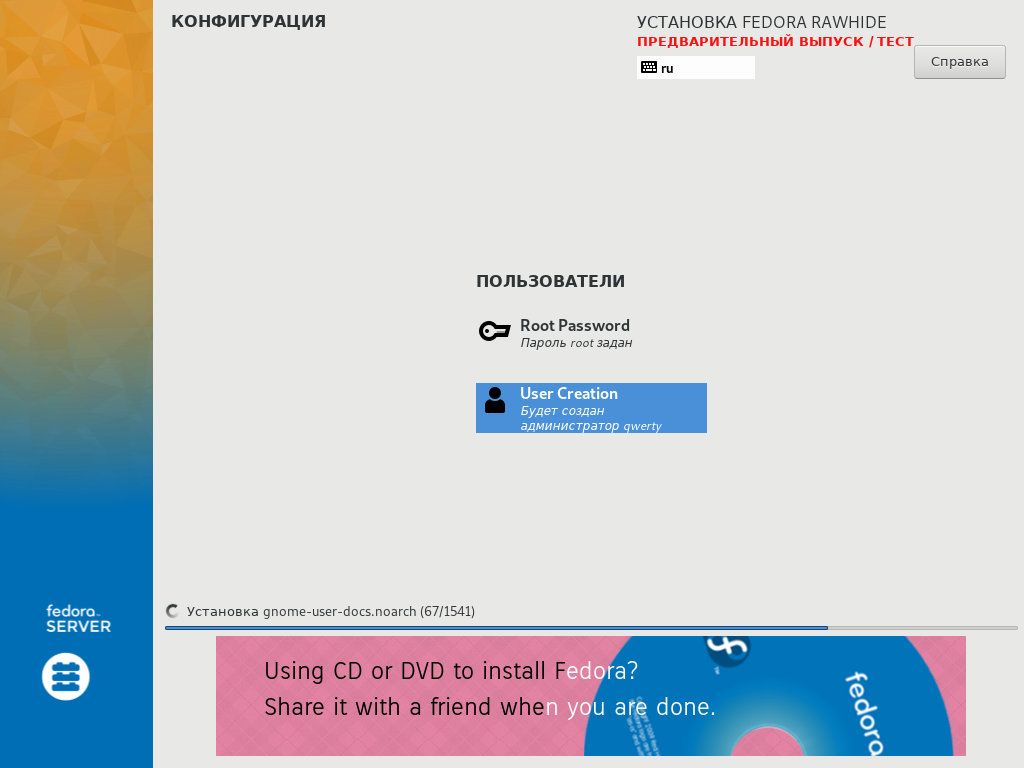 КОНФИГУРАЦИЯ
УСТАНОВКА FEDORA RAWHIDE
ПРЕДВАРИТЕЛЬНЫЙ ВЫПУСК / ТЕСТ
ru
Справка
ПОЛЬЗОВАТЕЛИ
Root Password
Пароль root задан
User Creation
Будет создан
администратор qwerty
fedora™
SERVER
Установка gnome-user-docs.noarch (67/1541)
Using CD or DVD to install Fedora?
Share it with a friend when you are done.
fedora